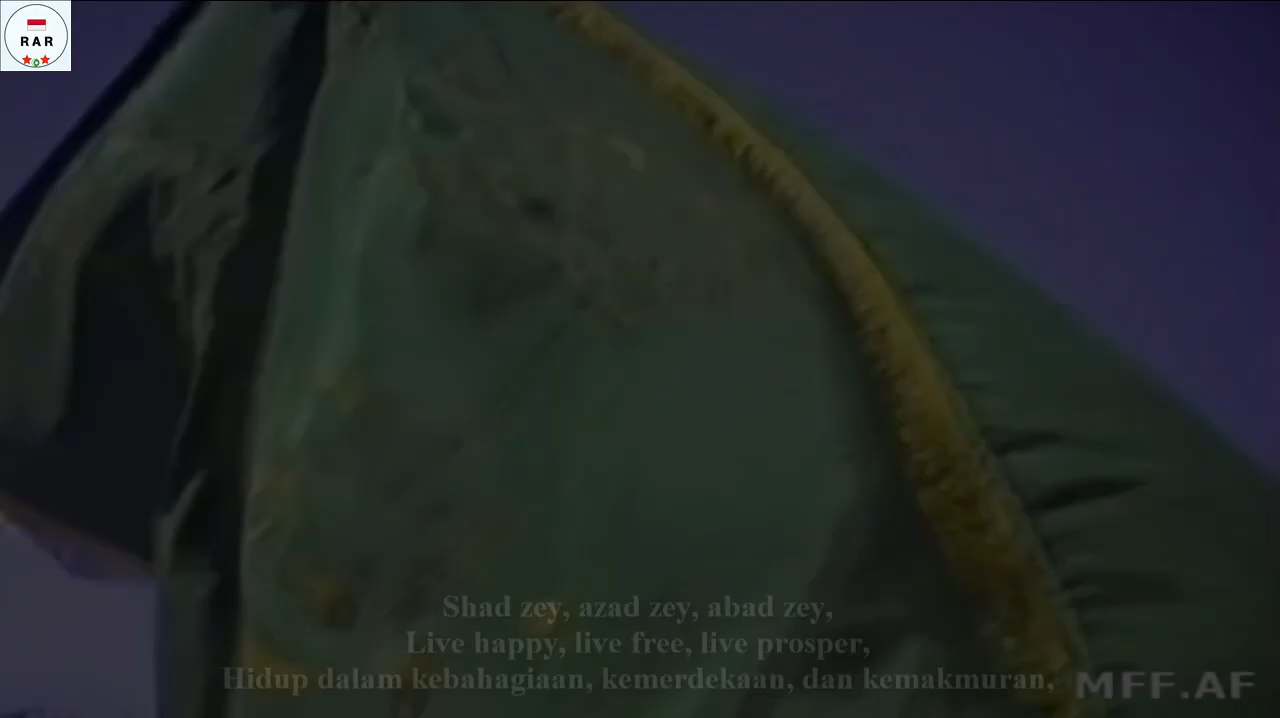 RAR
Shad zey, azad zey, abad zey,
Live happy, live free, live prosper,
Hidup dalam kebahagiaan, kemerdekaan, dan kemakmuran,
MFF.AF